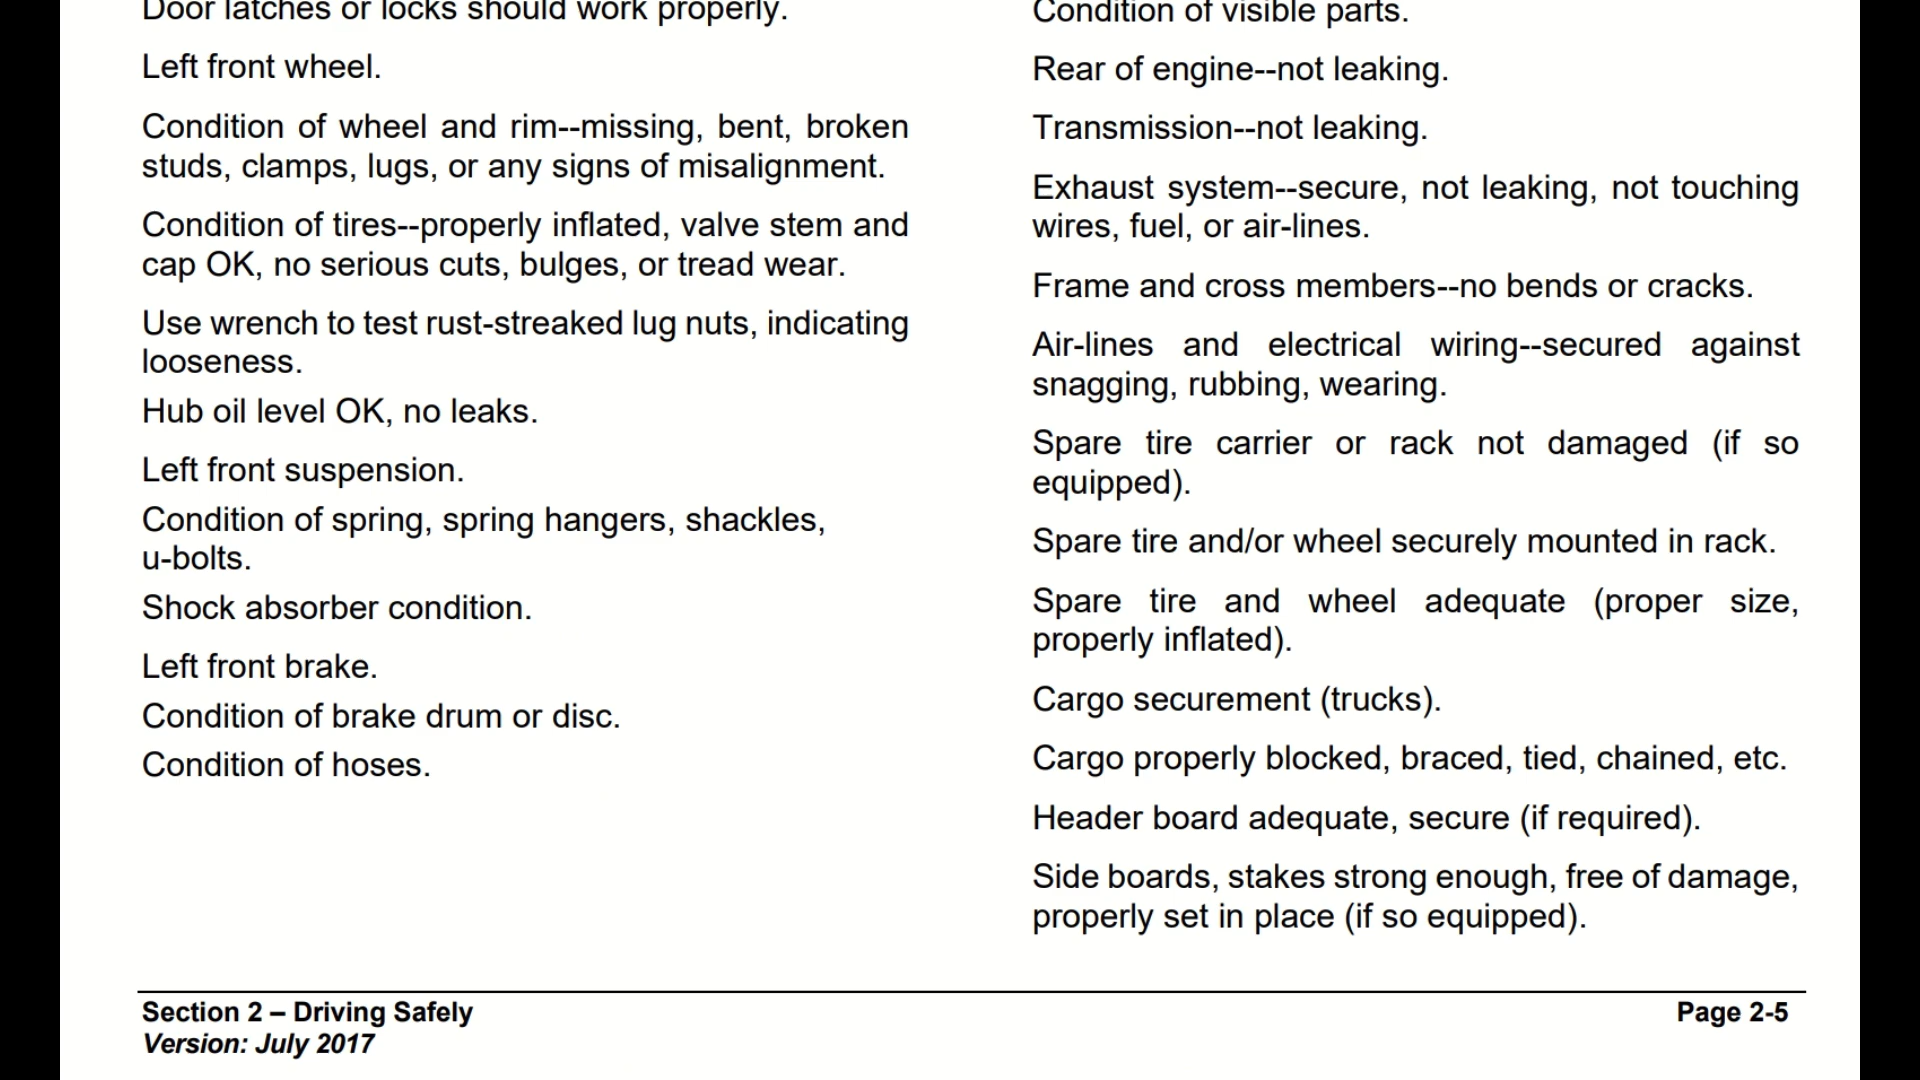 Door latches or locks should work properly.
Left front wheel.
Condition of wheel and rim--missing, bent, broken
studs, clamps, lugs, or any signs of misalignment.
Condition of tires--properly inflated, valve stem and
cap OK, no serious cuts, bulges, or tread wear.
Use wrench to test rust-streaked lug nuts, indicating
looseness.
Hub oil level OK, no leaks.
Left front suspension.
Condition of spring, spring hangers, shackles,
u-bolts.
Shock absorber condition.
Left front brake.
Condition of brake drum or disc.
Condition of hoses.
Condition of visible parts.
Rear of engine--not leaking.
Transmission--not leaking.
Exhaust system--secure, not leaking, not touching
wires, fuel, or air-lines.
Frame and cross members--no bends or cracks.
Air-lines and electrical wiring--secured against
snagging, rubbing, wearing.
Spare tire carrier or rack not damaged (if so
equipped).
Spare tire and/or wheel securely mounted in rack.
Spare tire and wheel adequate (proper size,
properly inflated).
Cargo securement (trucks).
Cargo properly blocked, braced, tied, chained, etc.
Header board adequate, secure (if required).
Side boards, stakes strong enough, free of damage,
properly set in place (if so equipped).
Section 2 – Driving Safely
Page 2-5
Version: July 2017